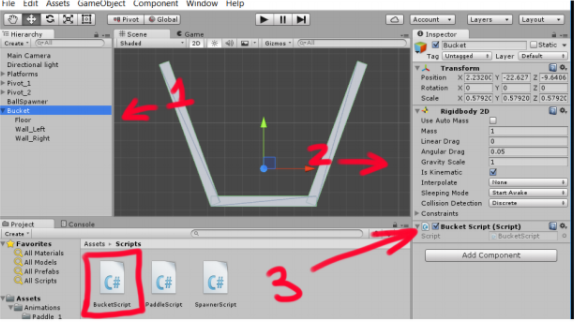 File Edit Assets GameObject Component Window Help
Pivot Global
Account Layers Layout
Hierarchy
Create All
Main Camera
Directional light
Platforms
Pivot_1
Pivot_2
BallSpawner
Bucket
Floor
Wall_Left
Wall_Right
Scene Game
Shaded 2D Gizmos All
1
2
3
Inspector
Bucket Static
Tag Untagged Layer Default
Transform
Position X 2.2320 Y -22.627 Z -9.6406
Rotation X 0 Y 0 Z 0
Scale X 0.5792 Y 0.5792 Z 0.5792
Rigidbody 2D
Use Auto Mass
Mass 1
Linear Drag 0
Angular Drag 0.05
Gravity Scale 1
Is Kinematic
Interpolate None
Sleeping Mode Start Awake
Collision Detection Discrete
Constraints
Bucket Script (Script)
Script BucketScript
Add Component
Project Console
Create
Favorites
All Materials
All Models
All Prefabs
All Scripts
Assets
Animations
Paddle_1
Assets Scripts
C# C# C#
BucketScript PaddleScript SpawnerScript